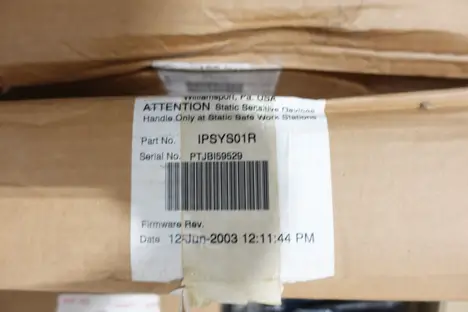 Williamsport, Pa. USA
ATTENTION Static Sensitive Devices
Handle Only at Static Safe Work Stations
Part No. IPSYS01R
Serial No. PTJBI59529
Firmware Rev.
Date 12-Jun-2003 12:11:44 PM